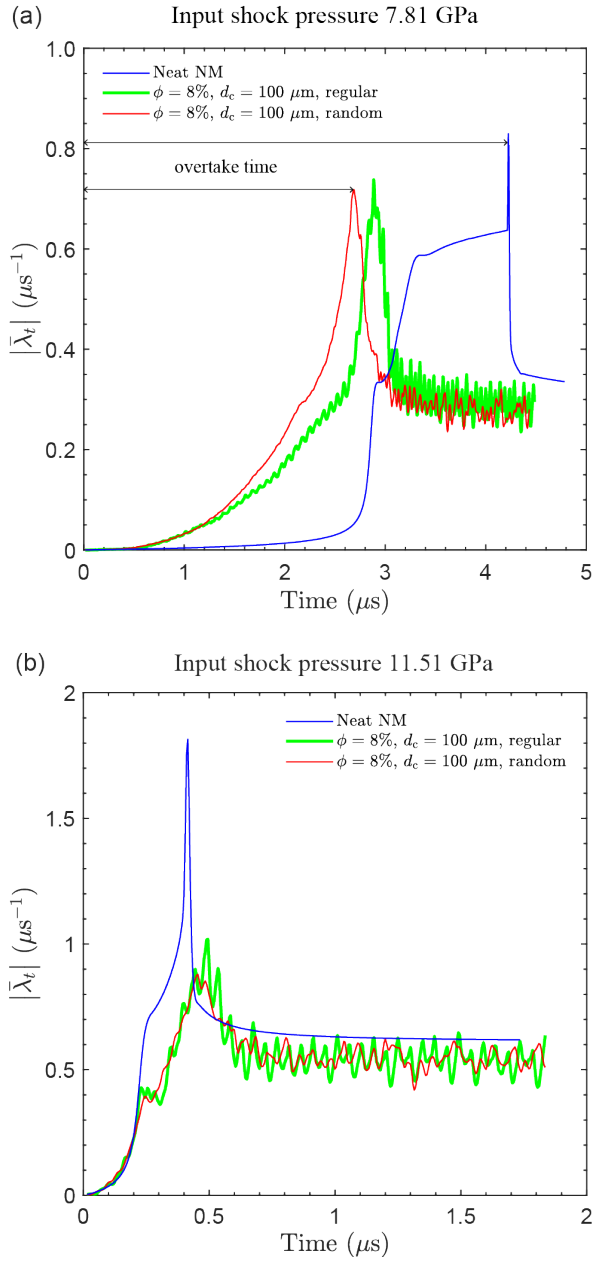 (a) Input shock pressure 7.81 GPa
1.0
Neat NM
ϕ = 8%, d_c = 100 μm, regular
ϕ = 8%, d_c = 100 μm, random
0.8
overtake time
0.6
|λ̄_t| (μs⁻¹)
0.4
0.2
0
0 1 2 3 4 5
Time (μs)
(b) Input shock pressure 11.51 GPa
2
Neat NM
ϕ = 8%, d_c = 100 μm, regular
ϕ = 8%, d_c = 100 μm, random
1.5
|λ̄_t| (μs⁻¹)
1
0.5
0
0 0.5 1 1.5 2
Time (μs)